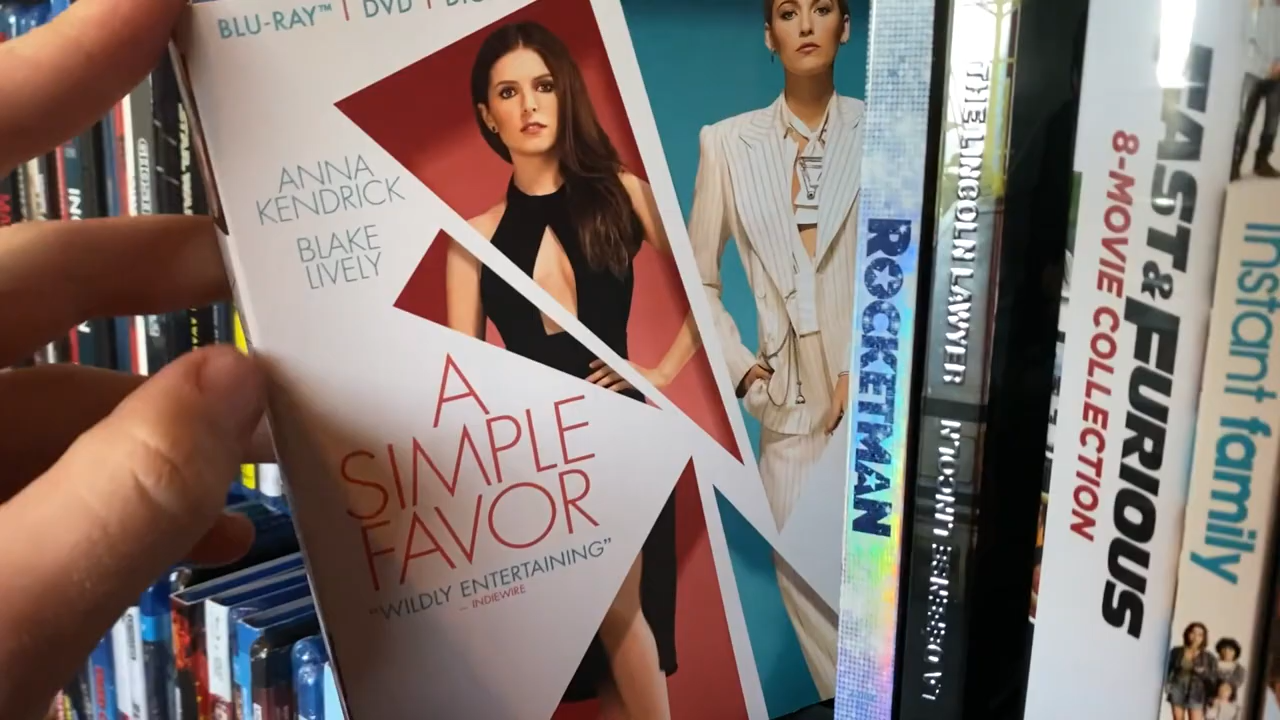 BLU-RAY™ | DVD |
ANNA
KENDRICK
BLAKE
LIVELY
A
SIMPLE
FAVOR
"WILDLY ENTERTAINING"
– INDIEWIRE
ROCKETMAN
THE LINCOLN LAWYER
FAST & FURIOUS
8-MOVIE COLLECTION
instant family